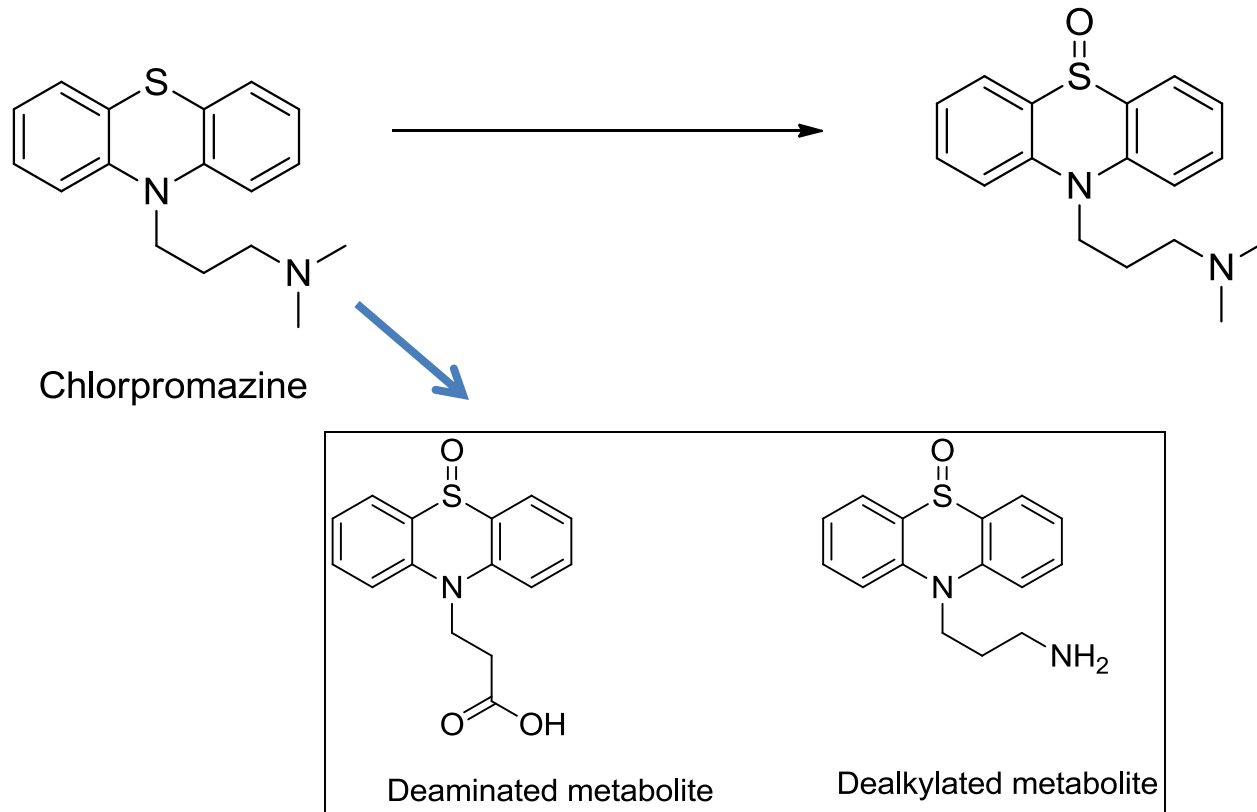 O
S
S
N
N
N
N
Chlorpromazine
O
O
S
S
N
N
NH2
O
OH
Deaminated metabolite
Dealkylated metabolite